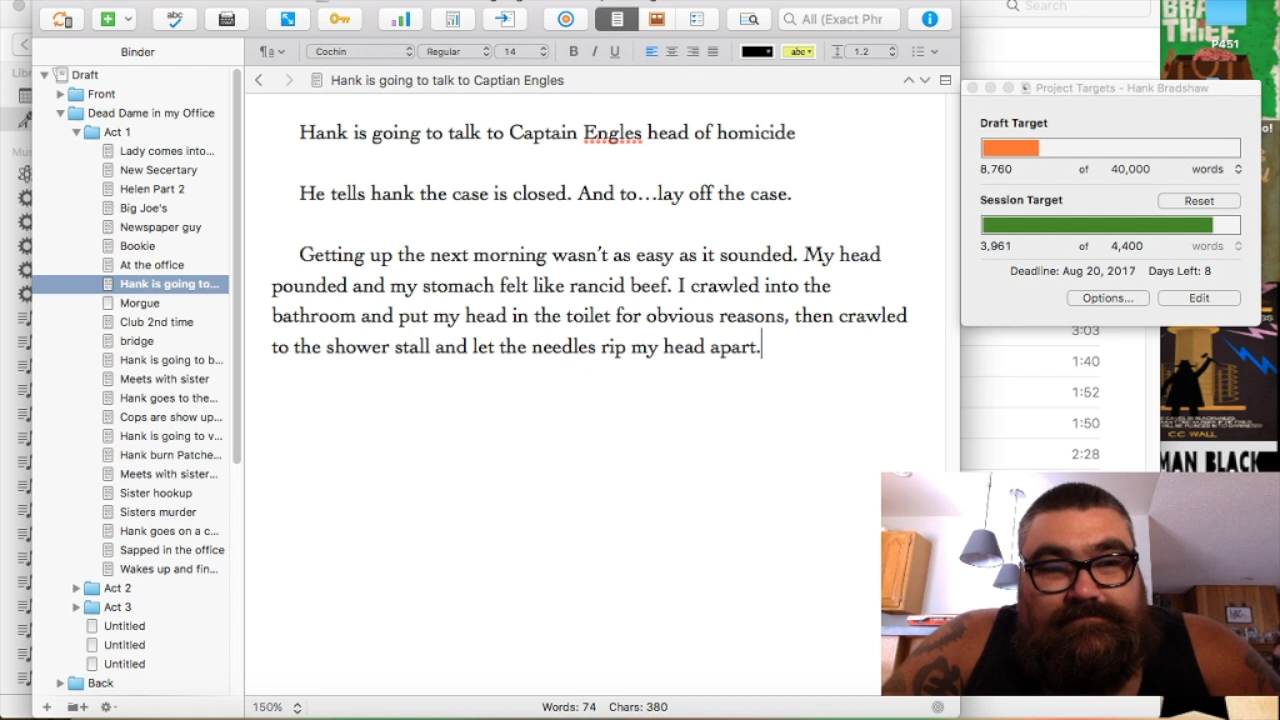 All (Exact Phr
Search
Binder
¶a
Cochin
Regular
14
B
I
U
abc
1.2
Draft
Front
Dead Dame in my Office
Act 1
Lady comes into...
New Secertary
Helen Part 2
Big Joe's
Newspaper guy
Bookie
At the office
Hank is going to...
Morgue
Club 2nd time
bridge
Hank is going to b...
Meets with sister
Hank goes to the...
Cops are show up...
Hank is going to v...
Hank burn Patche...
Meets with sister...
Sister hookup
Sisters murder
Hank goes on a c...
Sapped in the office
Wakes up and fin...
Act 2
Act 3
Untitled
Untitled
Untitled
Back
Hank is going to talk to Captian Engles
Hank is going to talk to Captain Engles head of homicide
He tells hank the case is closed. And to…lay off the case.
Getting up the next morning wasn't as easy as it sounded. My head
pounded and my stomach felt like rancid beef. I crawled into the
bathroom and put my head in the toilet for obvious reasons, then crawled
to the shower stall and let the needles rip my head apart.
150%
Words: 74 Chars: 380
Project Targets - Hank Bradshaw
Draft Target
8,760 of 40,000 words
Session Target
Reset
3,961 of 4,400 words
Deadline: Aug 20, 2017 Days Left: 8
Options...
Edit
3:03
1:40
1:52
1:50
2:28
THIEF
P451
CC WALL
MAN BLACK